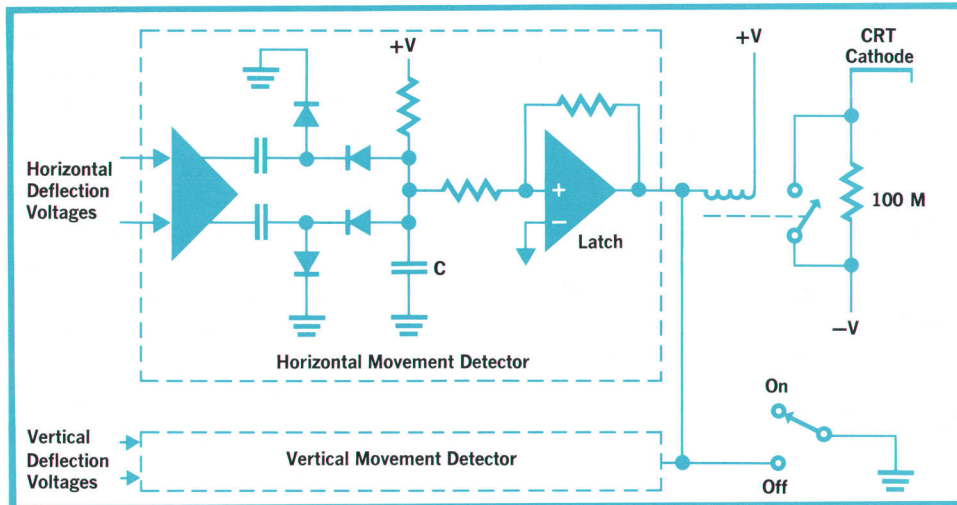 +V
+V
CRT
Cathode
Horizontal
Deflection
Voltages
+
−
Latch
100 M
C
−V
Horizontal Movement Detector
On
Vertical
Deflection
Voltages
Vertical Movement Detector
Off